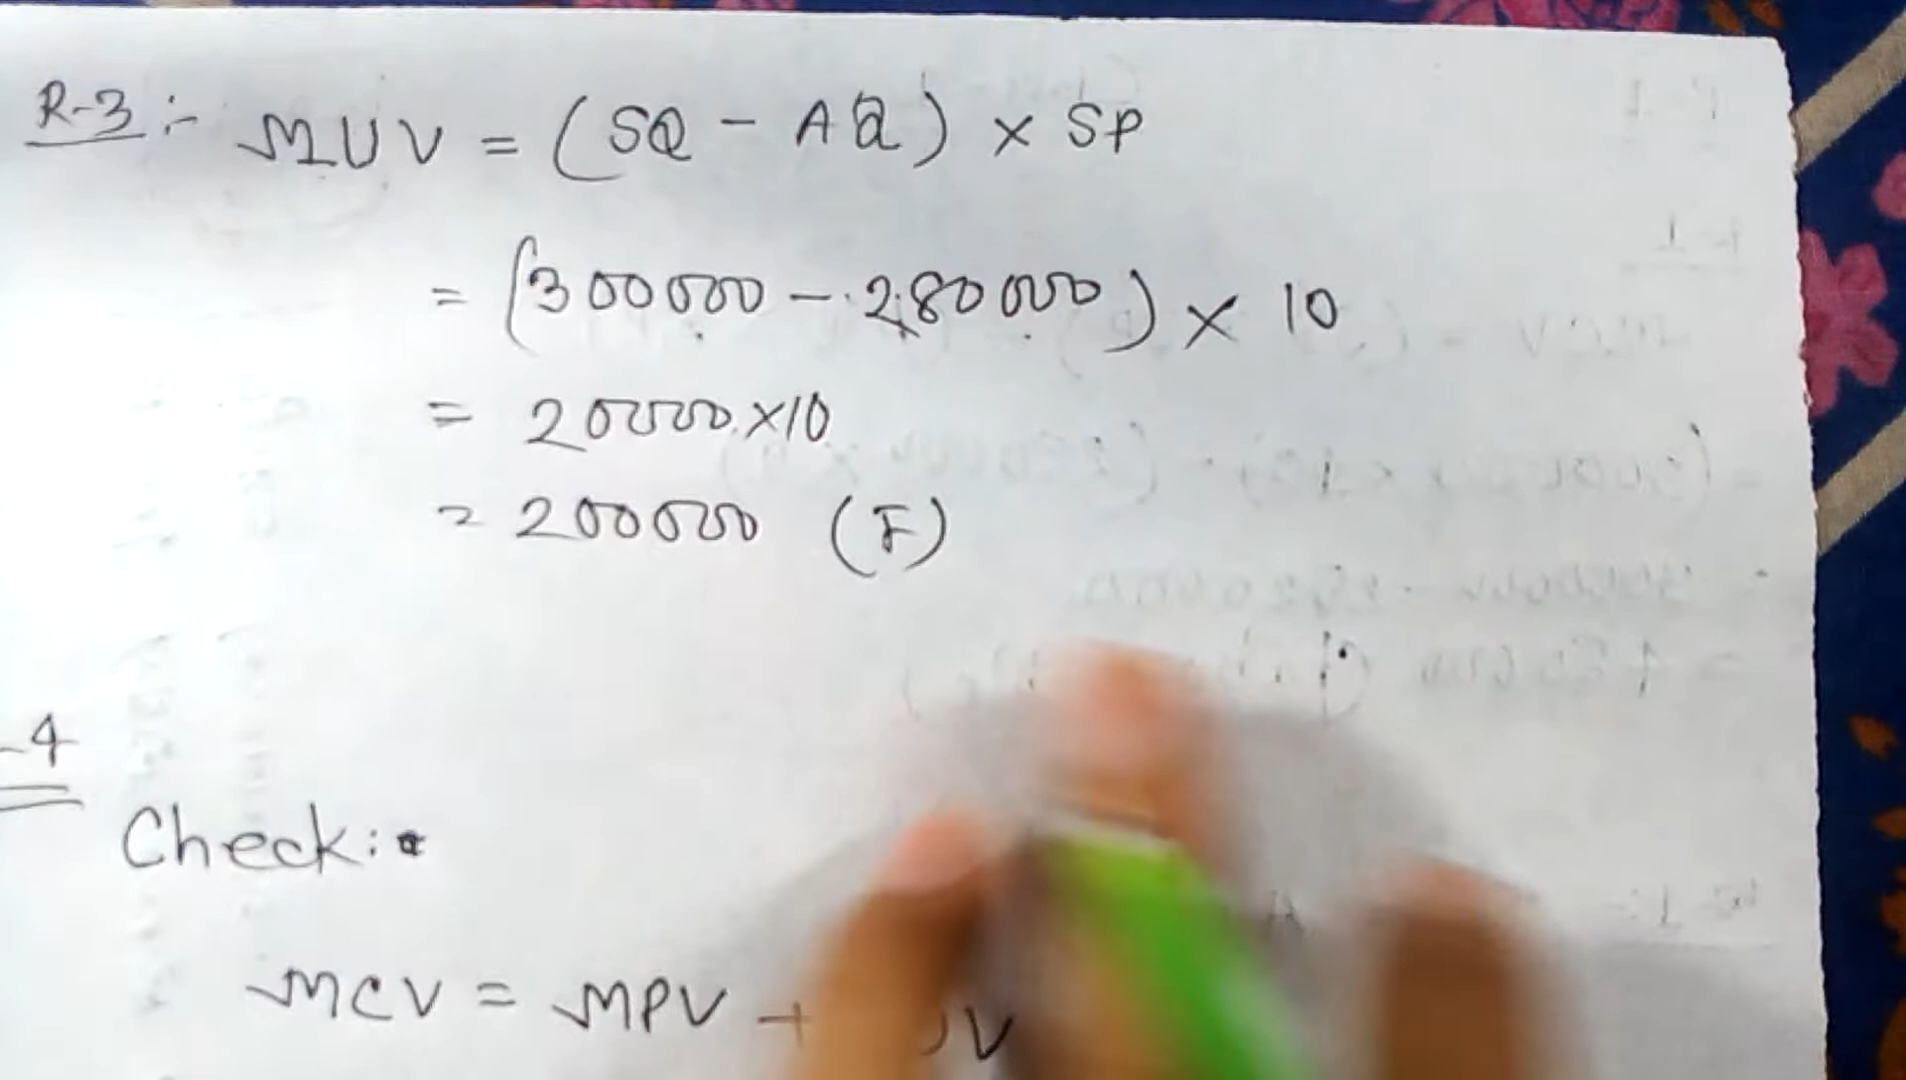 R-3:- MUV = (SQ - AQ) × SP
= (300000 - 280000) × 10
= 20000 × 10
= 200000 (F)
-4
Check:-
MCV = MPV +